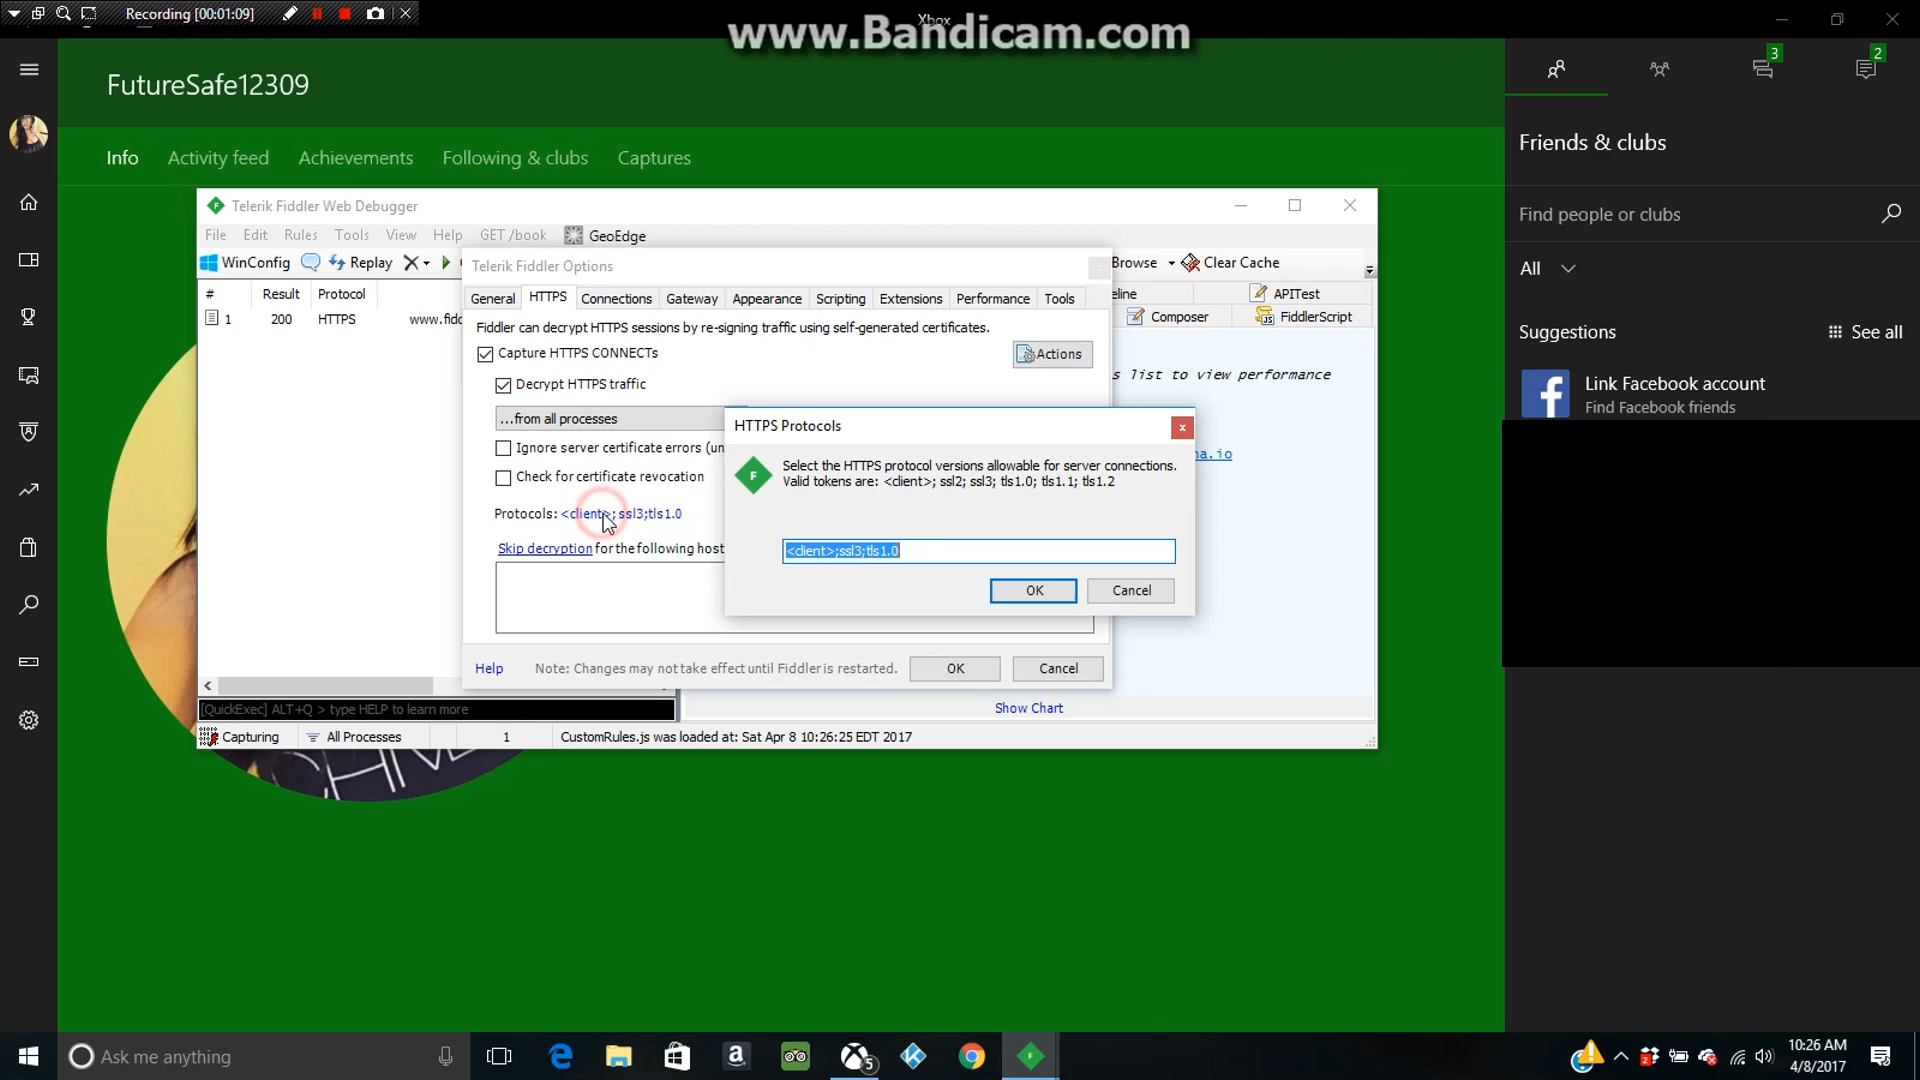 Recording [00:01:09]
www.Bandicam.com
Xbox
FutureSafe12309
3
2
Info
Activity feed
Achievements
Following & clubs
Captures
Friends & clubs
Find people or clubs
All
Suggestions
See all
Link Facebook account
Find Facebook friends
Telerik Fiddler Web Debugger
File Edit Rules Tools View Help GET /book GeoEdge
WinConfig Replay
Browse Clear Cache
# Result Protocol
1 200 HTTPS
APITest
Composer FiddlerScript
s list to view performance
Telerik Fiddler Options
General HTTPS Connections Gateway Appearance Scripting Extensions Performance Tools
Fiddler can decrypt HTTPS sessions by re-signing traffic using self-generated certificates.
Capture HTTPS CONNECTs
Actions
Decrypt HTTPS traffic
...from all processes
Ignore server certificate errors (un
Check for certificate revocation
Protocols: <client>;ssl3;tls1.0
Skip decryption for the following host
HTTPS Protocols
Select the HTTPS protocol versions allowable for server connections.
Valid tokens are: <client>; ssl2; ssl3; tls1.0; tls1.1; tls1.2
<client>;ssl3;tls1.0
OK Cancel
Help
Note: Changes may not take effect until Fiddler is restarted.
OK Cancel
[QuickExec] ALT+Q > type HELP to learn more
Show Chart
Capturing All Processes 1 CustomRules.js was loaded at: Sat Apr 8 10:26:25 EDT 2017
Ask me anything
5
10:26 AM
4/8/2017